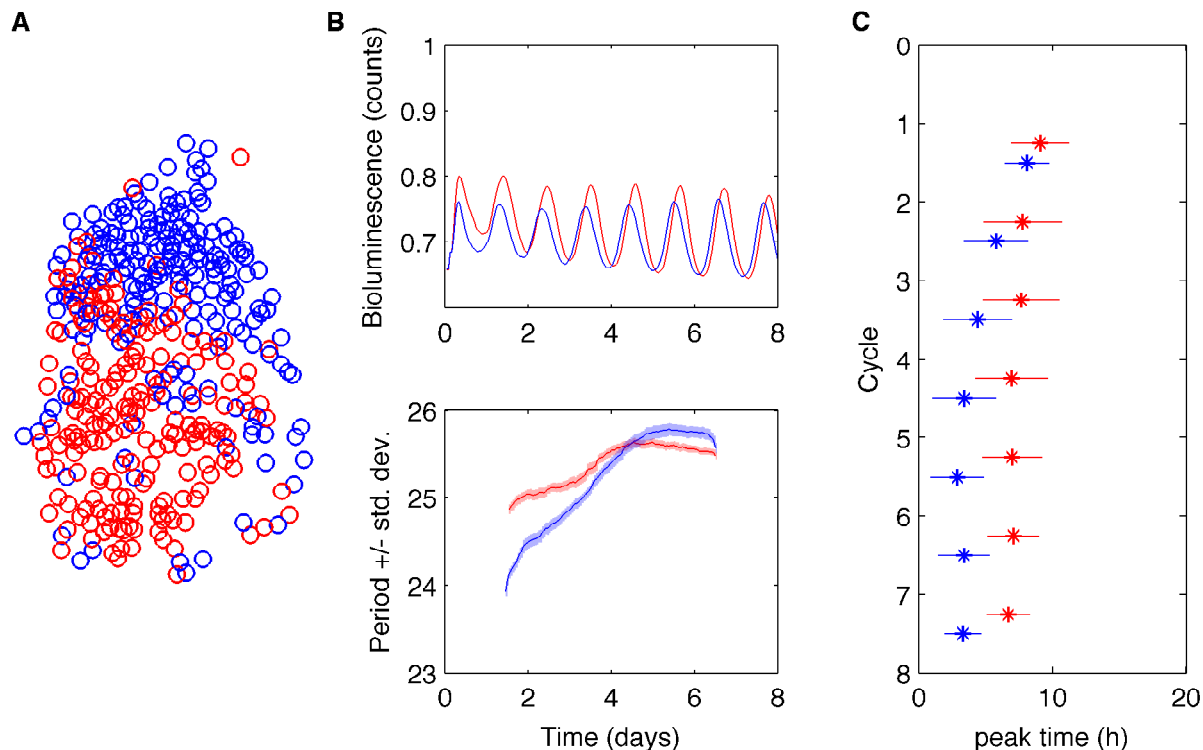 A
B
C
Bioluminescence (counts)
1
0.9
0.8
0.7
0 2 4 6 8
Period +/- std. dev.
26
25
24
23
0 2 4 6 8
Time (days)
Cycle
0
1
2
3
4
5
6
7
8
0 10 20
peak time (h)